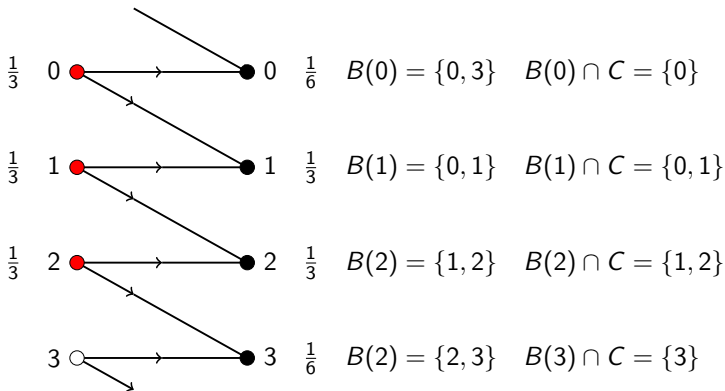 1/3 0 0 1/6 B(0) = {0, 3} B(0) ∩ C = {0}
1/3 1 1 1/3 B(1) = {0, 1} B(1) ∩ C = {0, 1}
1/3 2 2 1/3 B(2) = {1, 2} B(2) ∩ C = {1, 2}
3 3 1/6 B(2) = {2, 3} B(3) ∩ C = {3}